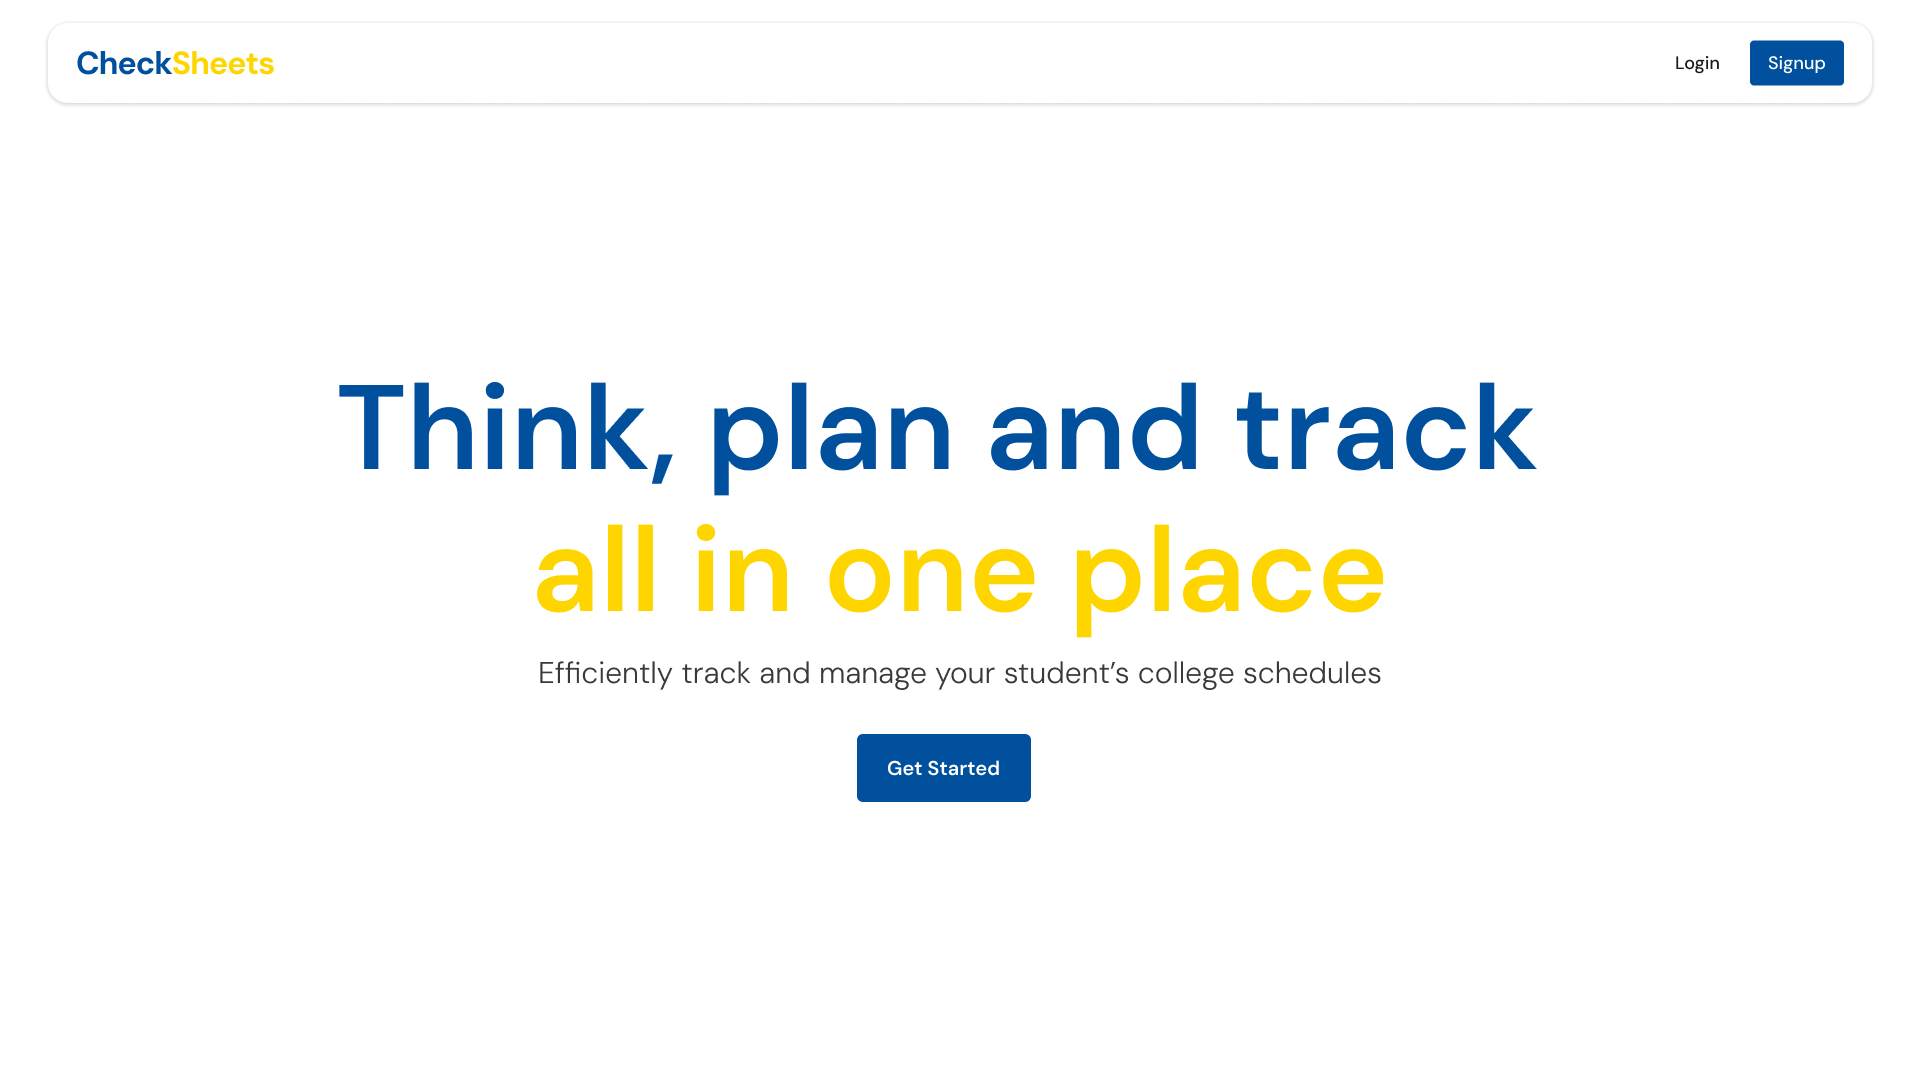 CheckSheets
Login
Signup
Think, plan and track
all in one place
Efficiently track and manage your student’s college schedules
Get Started